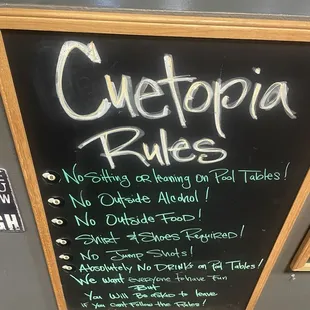 Cuetopia
Rules
No Sitting or leaning on Pool Tables!
No Outside Alcohol!
No Outside Food!
Shirt & Shoes Required!
No Jump Shots!
Absolutely No Drinks on Pool Tables!
We Want Everyone to have Fun
But
You Will Be asked to leave
if you Can't Follow the Rules!